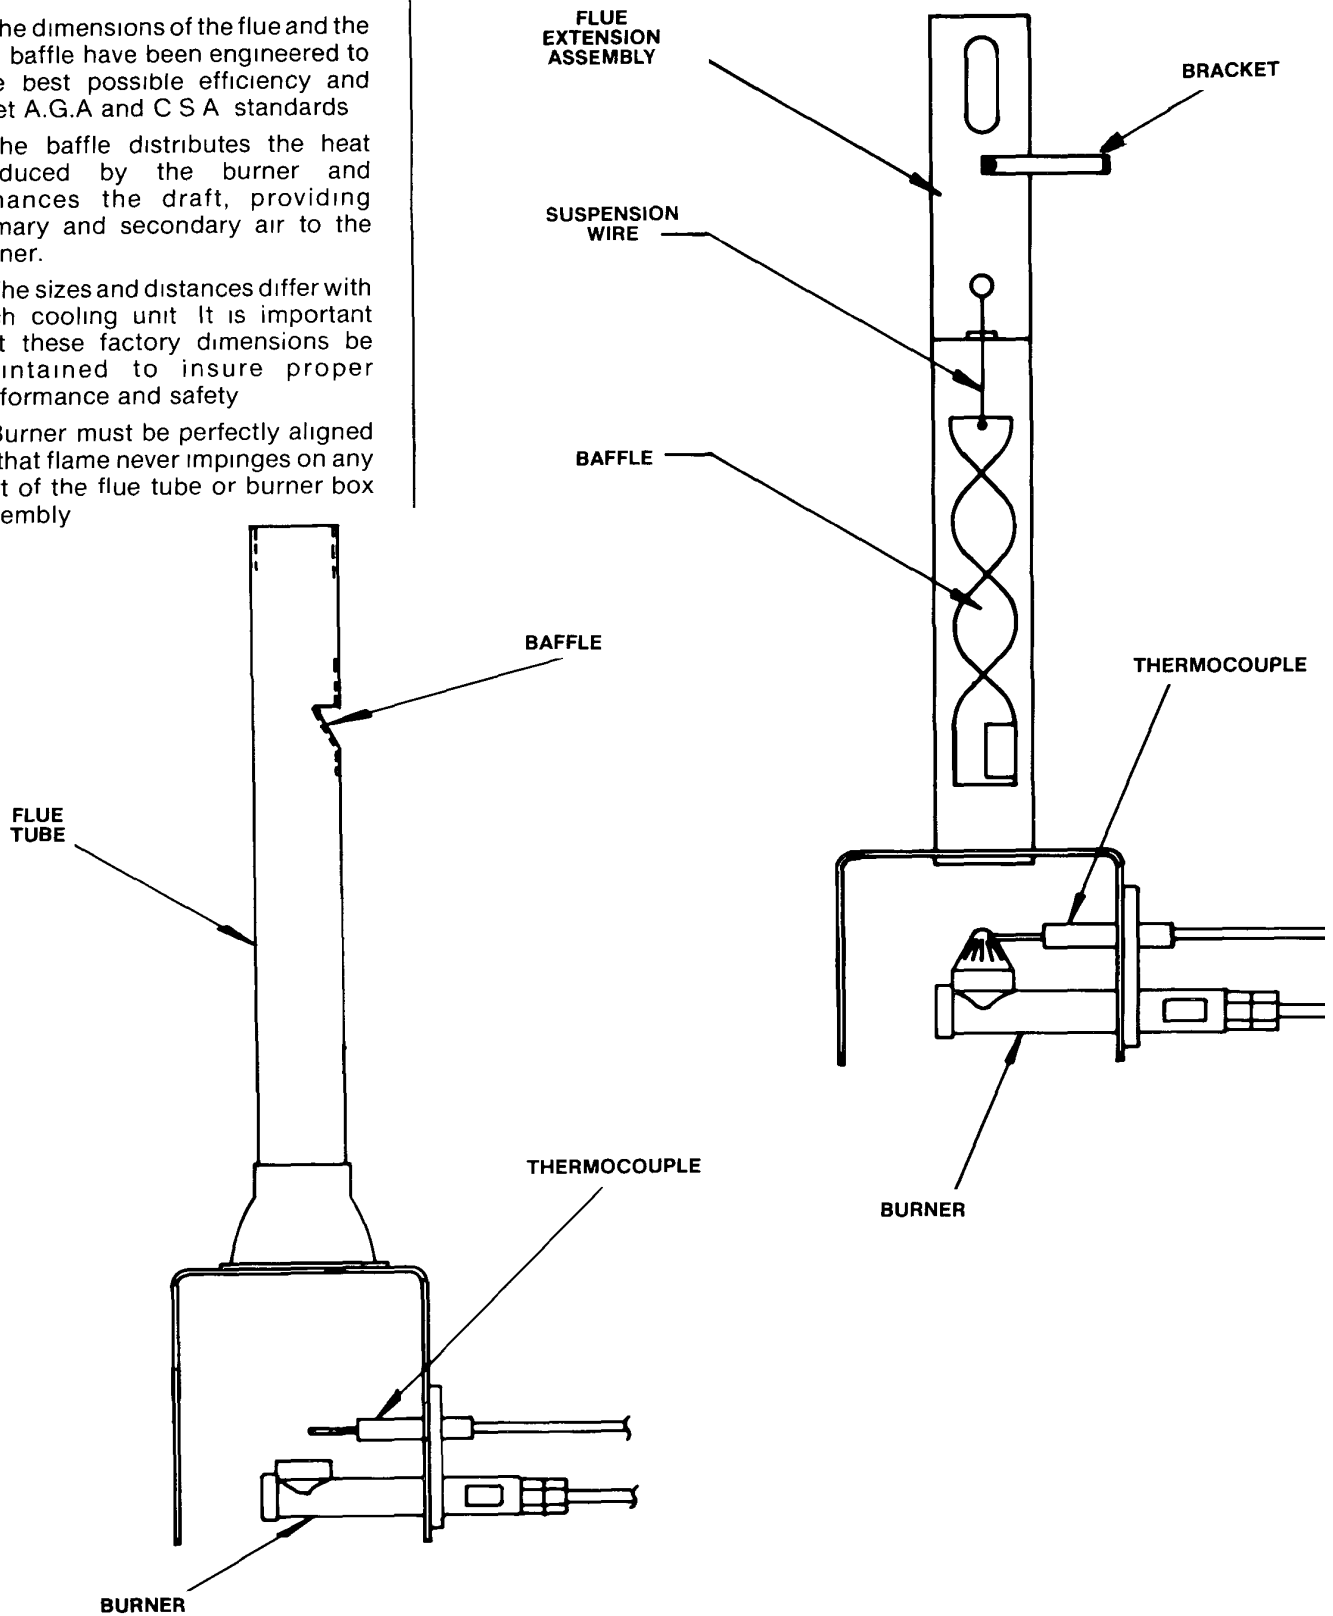 he dimensions of the flue and the
baffle have been engineered to
e best possible efficiency and
et A.G.A and C S A standards
he baffle distributes the heat
duced by the burner and
hances the draft, providing
mary and secondary air to the
ner.
he sizes and distances differ with
ch cooling unit It is important
t these factory dimensions be
intained to insure proper
formance and safety
Burner must be perfectly aligned
that flame never impinges on any
t of the flue tube or burner box
embly
FLUE
EXTENSION
ASSEMBLY
BRACKET
SUSPENSION
WIRE
BAFFLE
THERMOCOUPLE
BURNER
BAFFLE
FLUE
TUBE
THERMOCOUPLE
BURNER